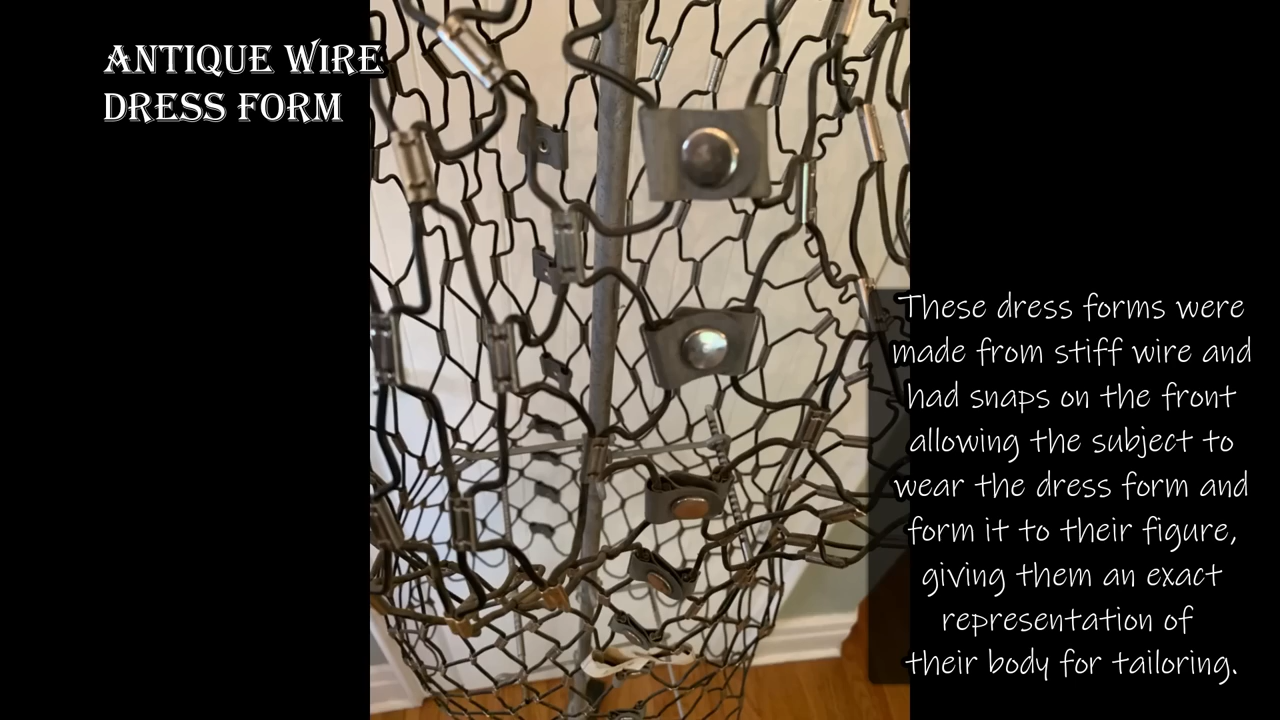 ANTIQUE WIRE
DRESS FORM
These dress forms were
made from stiff wire and
had snaps on the front
allowing the subject to
wear the dress form and
form it to their figure,
giving them an exact
representation of
their body for tailoring.